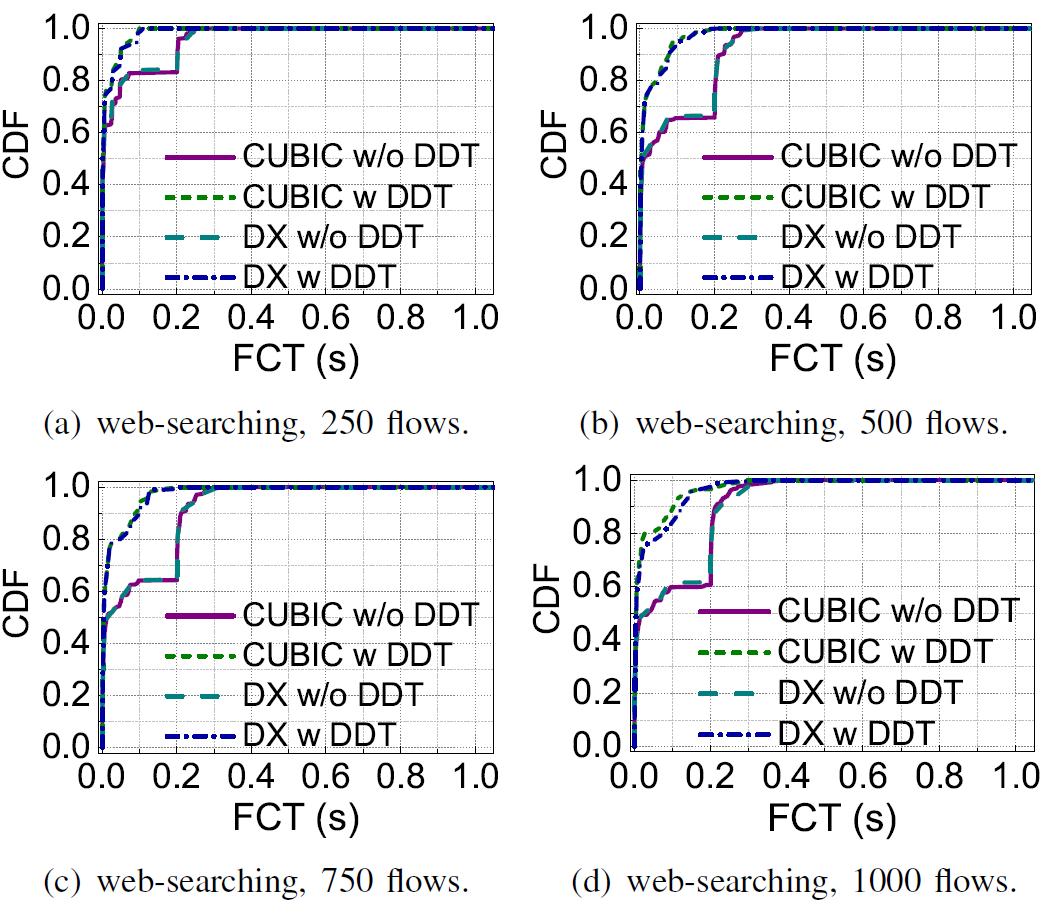 1.0
0.8
0.6
0.4
0.2
0.0
CDF
CUBIC w/o DDT
CUBIC w DDT
DX w/o DDT
DX w DDT
0.0 0.2 0.4 0.6 0.8 1.0
FCT (s)
(a) web-searching, 250 flows.
1.0
0.8
0.6
0.4
0.2
0.0
CDF
CUBIC w/o DDT
CUBIC w DDT
DX w/o DDT
DX w DDT
0.0 0.2 0.4 0.6 0.8 1.0
FCT (s)
(b) web-searching, 500 flows.
1.0
0.8
0.6
0.4
0.2
0.0
CDF
CUBIC w/o DDT
CUBIC w DDT
DX w/o DDT
DX w DDT
0.0 0.2 0.4 0.6 0.8 1.0
FCT (s)
(c) web-searching, 750 flows.
1.0
0.8
0.6
0.4
0.2
0.0
CDF
CUBIC w/o DDT
CUBIC w DDT
DX w/o DDT
DX w DDT
0.0 0.2 0.4 0.6 0.8 1.0
FCT (s)
(d) web-searching, 1000 flows.